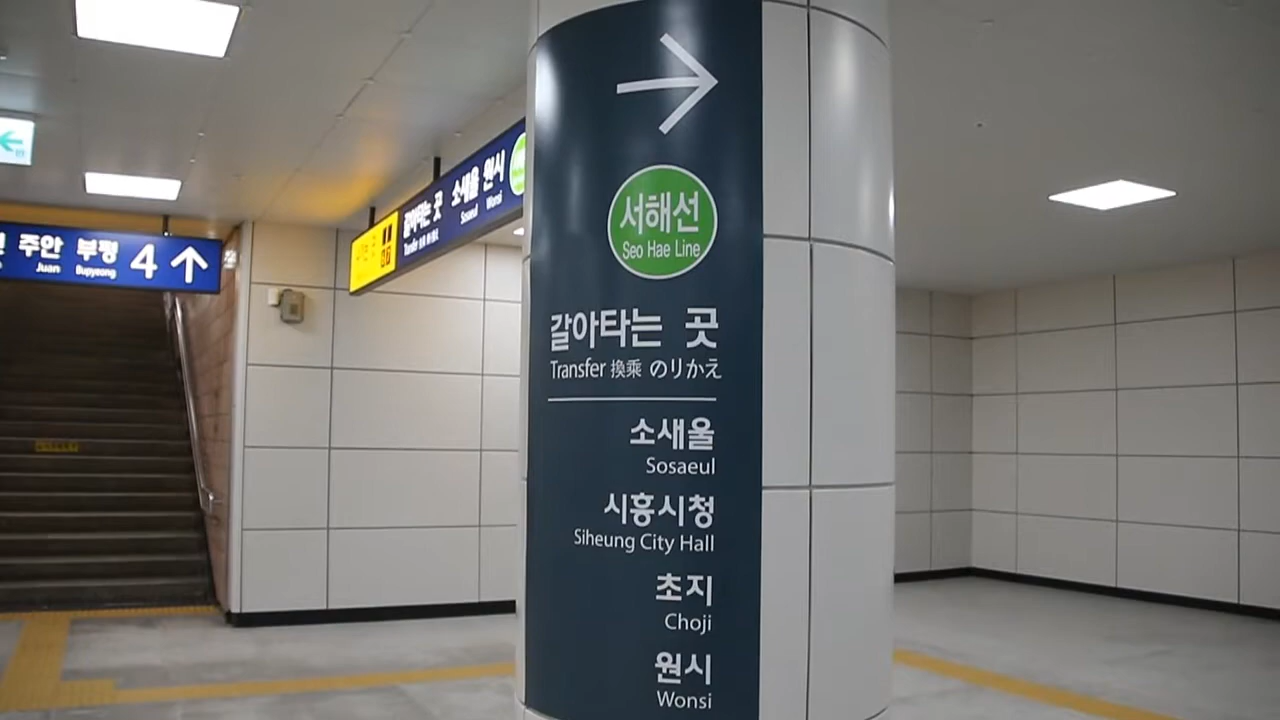 주안 부평 4
Juan Bupyeong
갈아타는 곳 소새울 원시
Transfer Sosaeul Wonsi
서해선
Seo Hae Line
갈아타는 곳
Transfer 換乘 のりかえ
소새울
Sosaeul
시흥시청
Siheung City Hall
초지
Choji
원시
Wonsi